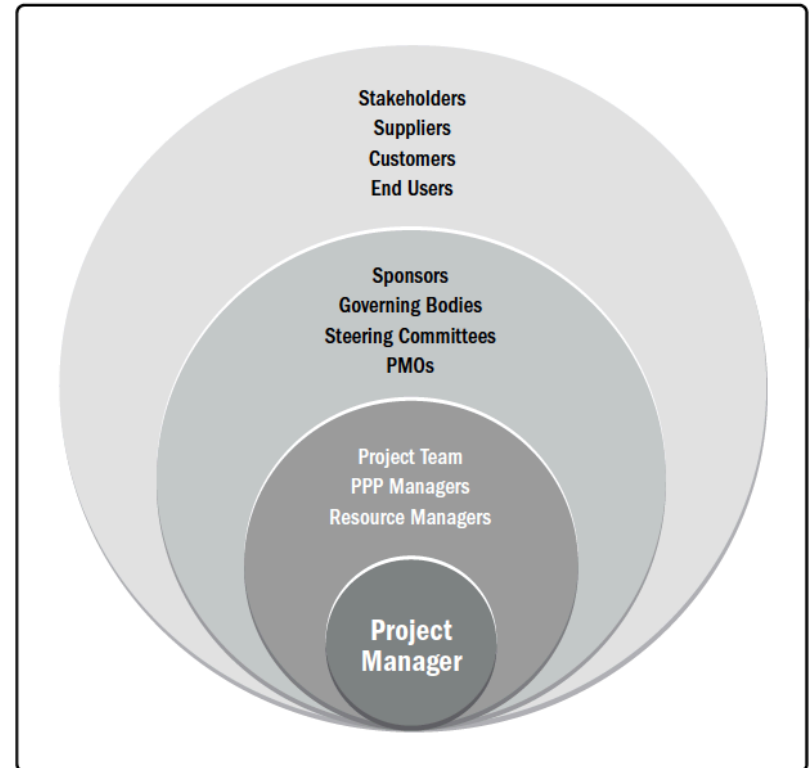 Stakeholders
Suppliers
Customers
End Users
Sponsors
Governing Bodies
Steering Committees
PMOs
Project Team
PPP Managers
Resource Managers
Project
Manager